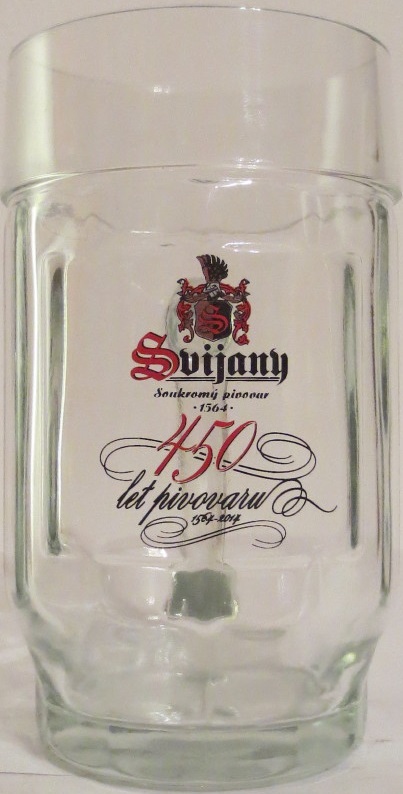 S
Svijany
Soukromý pivovar
·1564·
450
let pivovaru
1564-2014